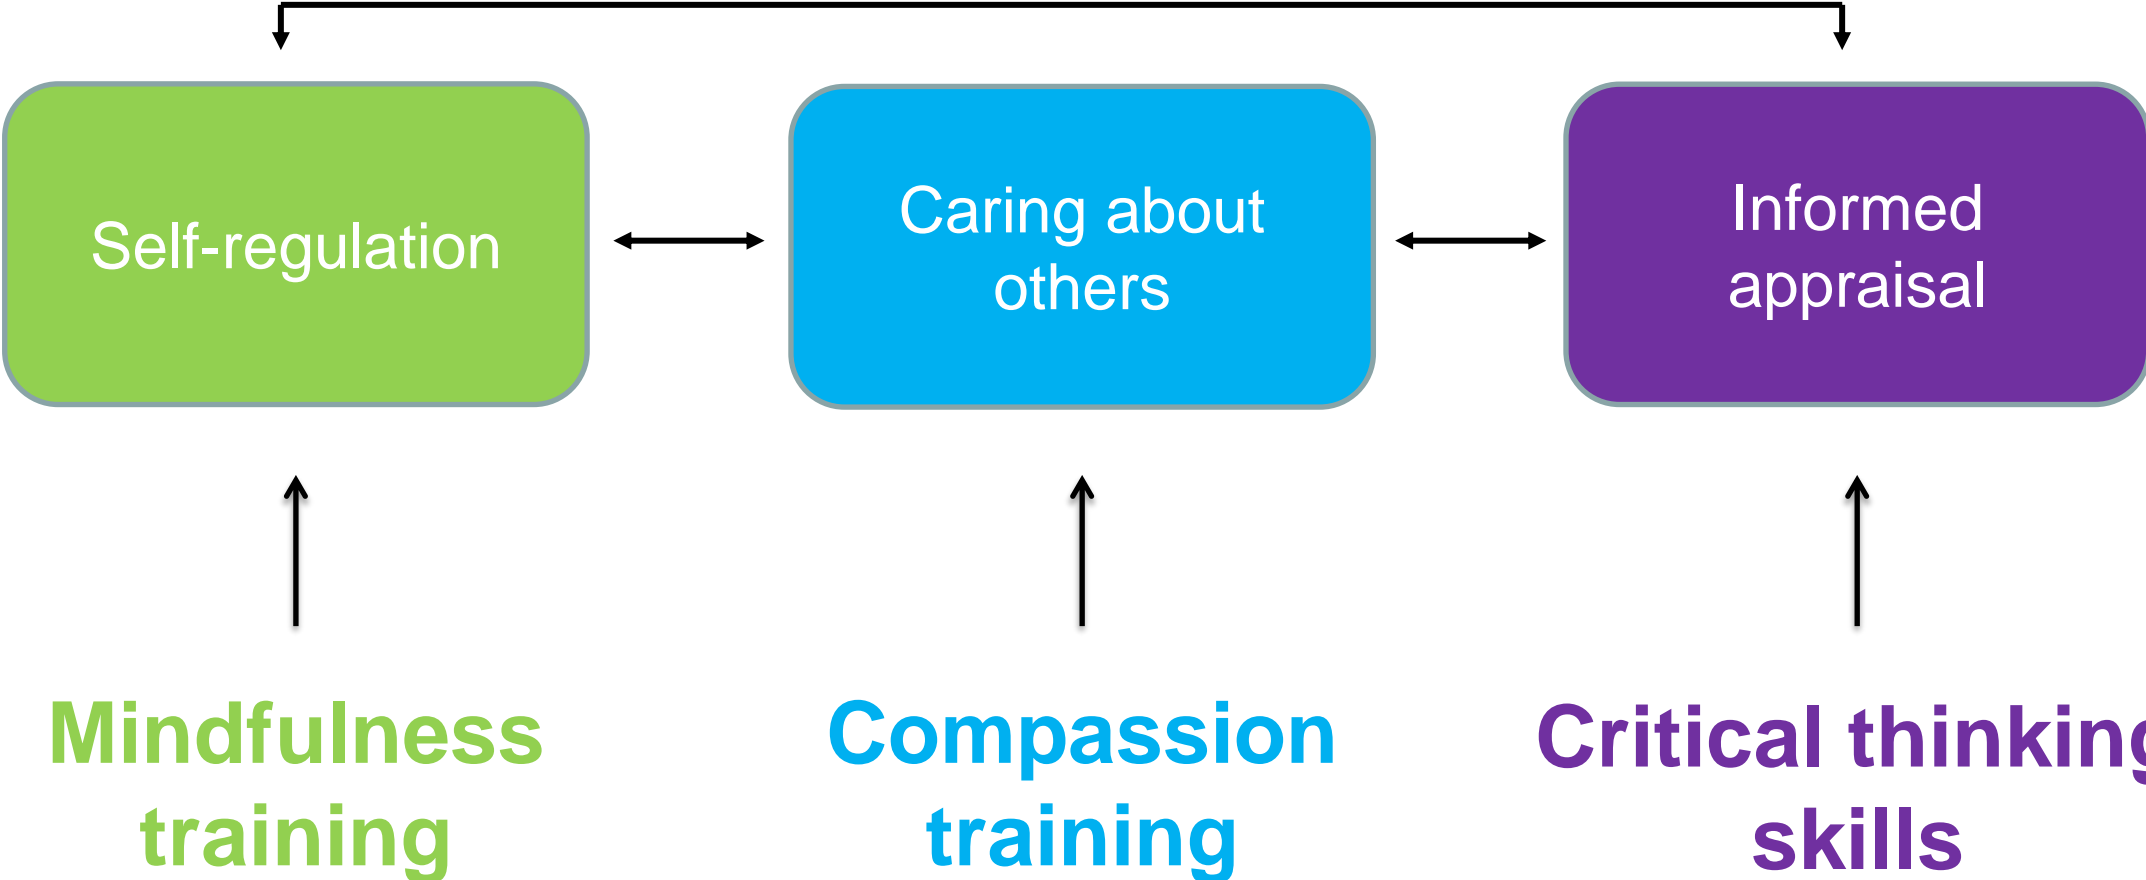 Self-regulation
Caring about
others
Informed
appraisal
Mindfulness
training
Compassion
training
Critical thinking
skills